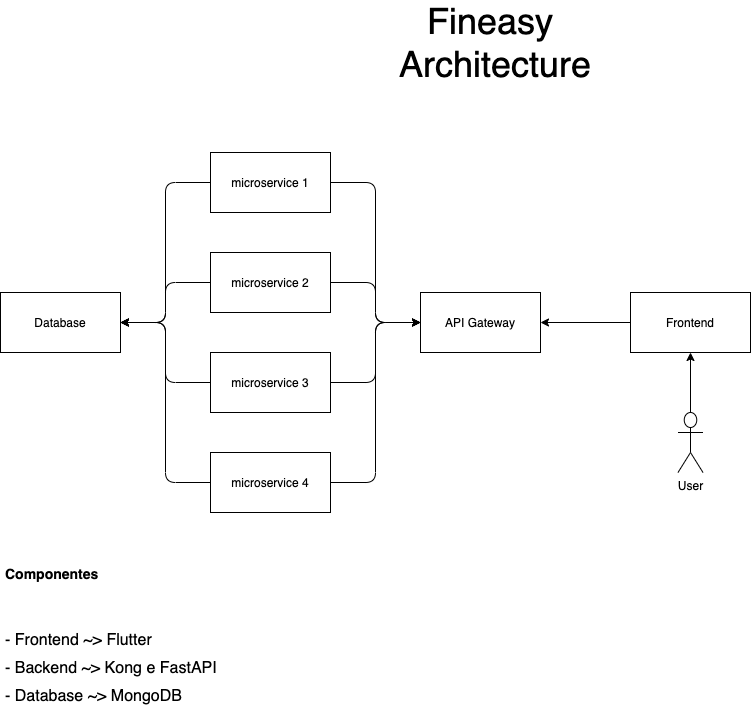 Fineasy
Architecture
microservice 1
microservice 2
Database
API Gateway
Frontend
microservice 3
microservice 4
User
Componentes
- Frontend ~> Flutter
- Backend ~> Kong e FastAPI
- Database ~> MongoDB